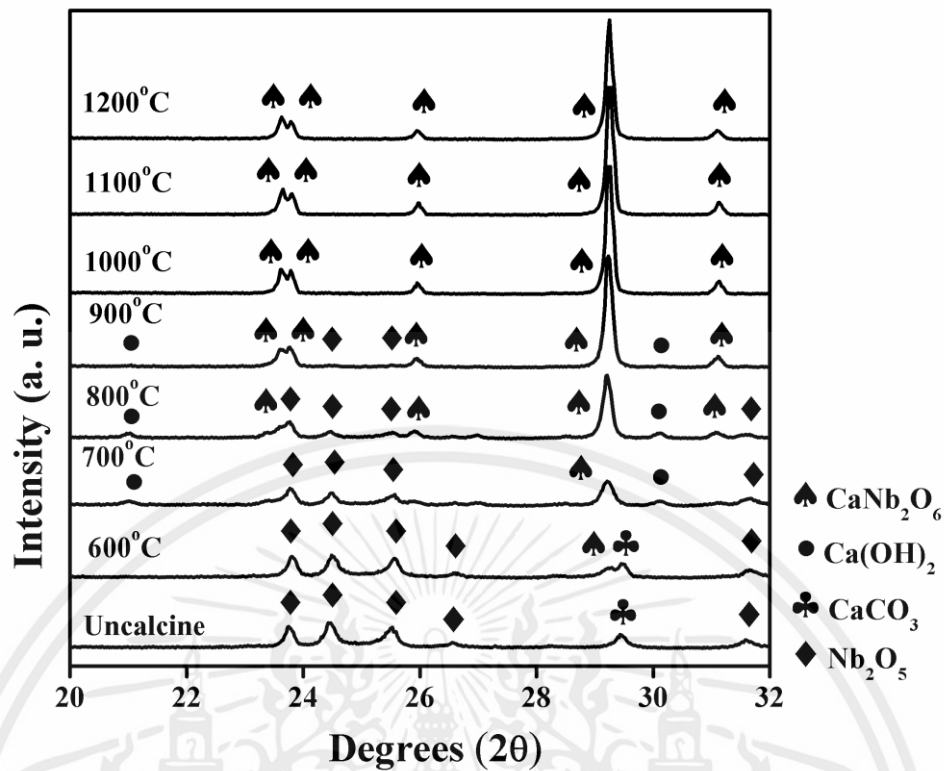 1200°C
1100°C
1000°C
900°C
800°C
700°C
600°C
Uncalcine
Intensity (a. u.)
20 22 24 26 28 30 32
Degrees (2θ)
♠ CaNb₂O₆
● Ca(OH)₂
♣ CaCO₃
♦ Nb₂O₅